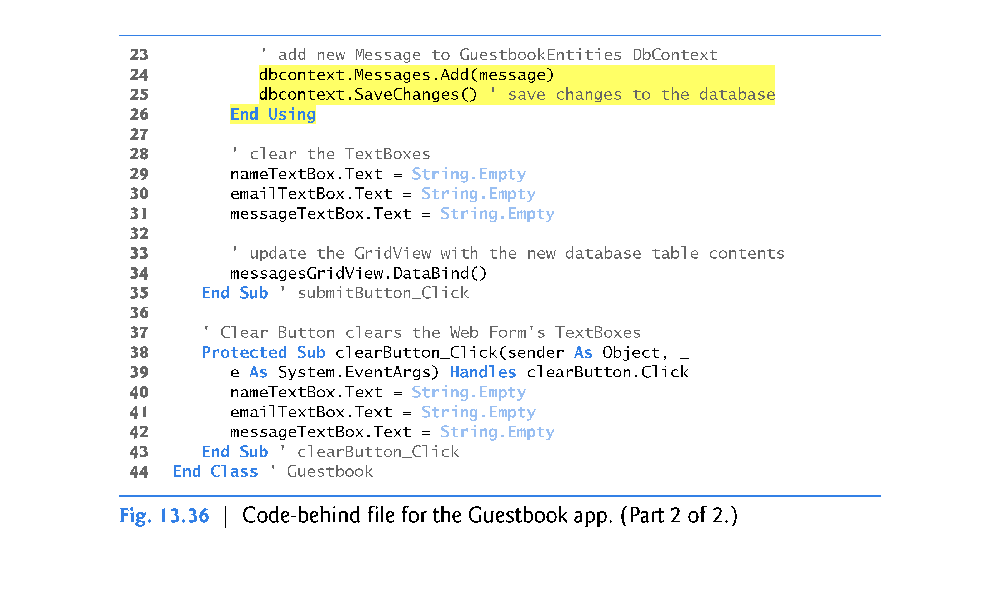 23 ' add new Message to GuestbookEntities DbContext
24 dbcontext.Messages.Add(message)
25 dbcontext.SaveChanges() ' save changes to the database
26 End Using
27
28 ' clear the TextBoxes
29 nameTextBox.Text = String.Empty
30 emailTextBox.Text = String.Empty
31 messageTextBox.Text = String.Empty
32
33 ' update the GridView with the new database table contents
34 messagesGridView.DataBind()
35 End Sub ' submitButton_Click
36
37 ' Clear Button clears the Web Form's TextBoxes
38 Protected Sub clearButton_Click(sender As Object, _
39 e As System.EventArgs) Handles clearButton.Click
40 nameTextBox.Text = String.Empty
41 emailTextBox.Text = String.Empty
42 messageTextBox.Text = String.Empty
43 End Sub ' clearButton_Click
44 End Class ' Guestbook
Fig. 13.36 | Code-behind file for the Guestbook app. (Part 2 of 2.)